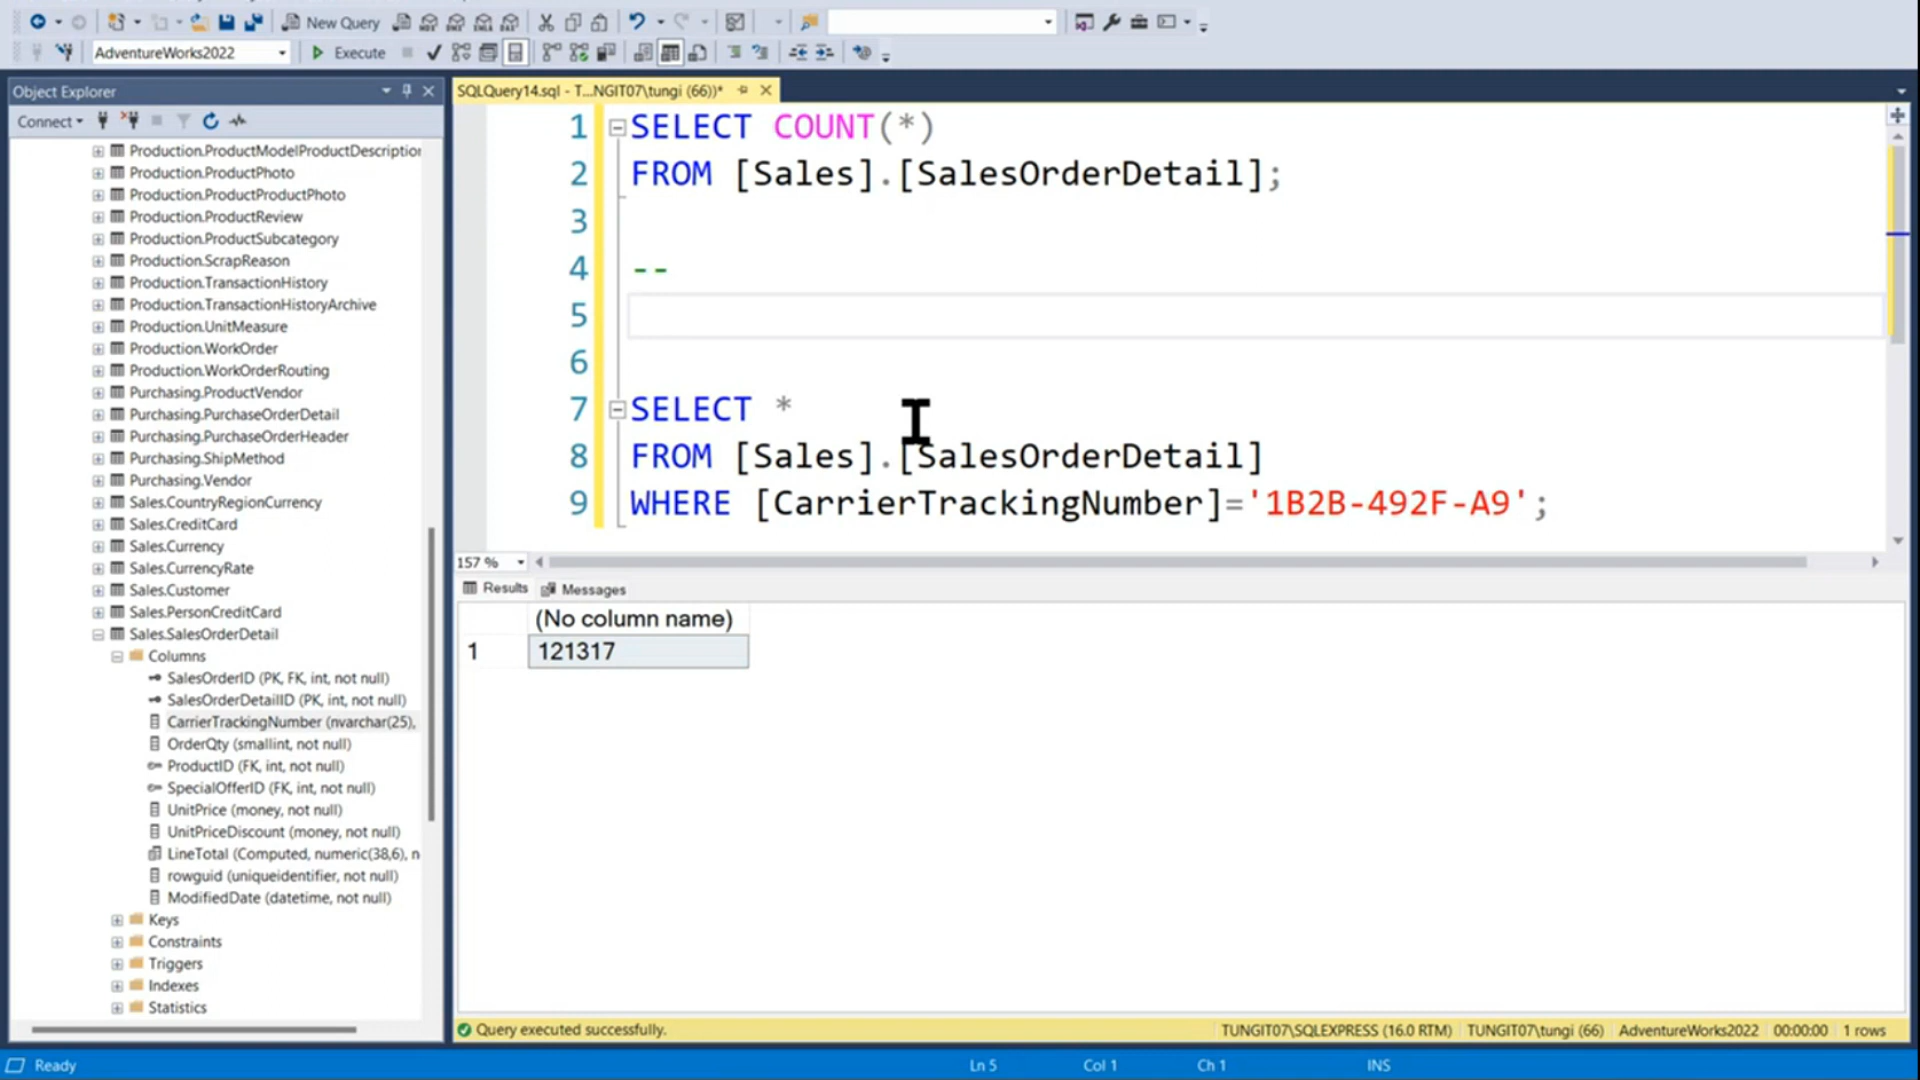 New Query
AdventureWorks2022
Execute
Object Explorer
Connect
Production.ProductModelProductDescription
Production.ProductPhoto
Production.ProductProductPhoto
Production.ProductReview
Production.ProductSubcategory
Production.ScrapReason
Production.TransactionHistory
Production.TransactionHistoryArchive
Production.UnitMeasure
Production.WorkOrder
Production.WorkOrderRouting
Purchasing.ProductVendor
Purchasing.PurchaseOrderDetail
Purchasing.PurchaseOrderHeader
Purchasing.ShipMethod
Purchasing.Vendor
Sales.CountryRegionCurrency
Sales.CreditCard
Sales.Currency
Sales.CurrencyRate
Sales.Customer
Sales.PersonCreditCard
Sales.SalesOrderDetail
Columns
SalesOrderID (PK, FK, int, not null)
SalesOrderDetailID (PK, int, not null)
CarrierTrackingNumber (nvarchar(25),
OrderQty (smallint, not null)
ProductID (FK, int, not null)
SpecialOfferID (FK, int, not null)
UnitPrice (money, not null)
UnitPriceDiscount (money, not null)
LineTotal (Computed, numeric(38,6), n
rowguid (uniqueidentifier, not null)
ModifiedDate (datetime, not null)
Keys
Constraints
Triggers
Indexes
Statistics
SQLQuery14.sql - T...NGIT07\tungi (66))*
1 SELECT COUNT(*)
2 FROM [Sales].[SalesOrderDetail];
3
4 --
5
6
7 SELECT *
8 FROM [Sales].[SalesOrderDetail]
9 WHERE [CarrierTrackingNumber]='1B2B-492F-A9';
157 %
Results Messages
(No column name)
1 121317
Query executed successfully. TUNGIT07\SQLEXPRESS (16.0 RTM) TUNGIT07\tungi (66) AdventureWorks2022 00:00:00 1 rows
Ready Ln 5 Col 1 Ch 1 INS